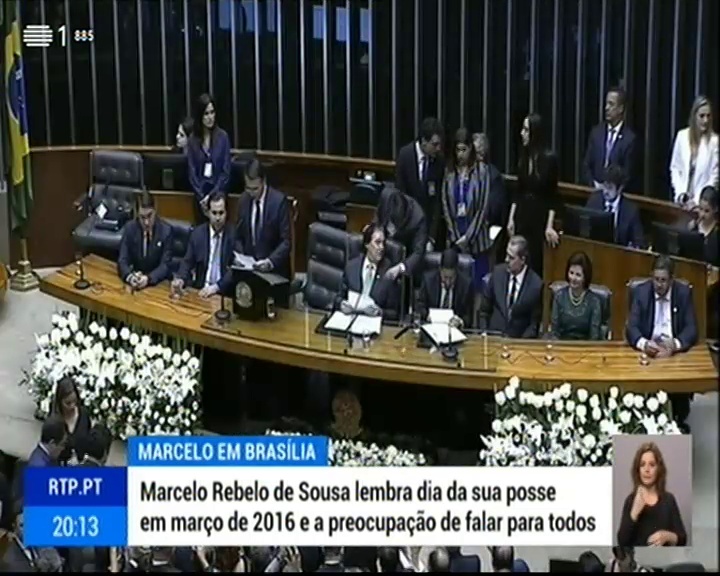 1 885
MARCELO EM BRASÍLIA
RTP.PT
Marcelo Rebelo de Sousa lembra dia da sua posse
20:13
em março de 2016 e a preocupação de falar para todos